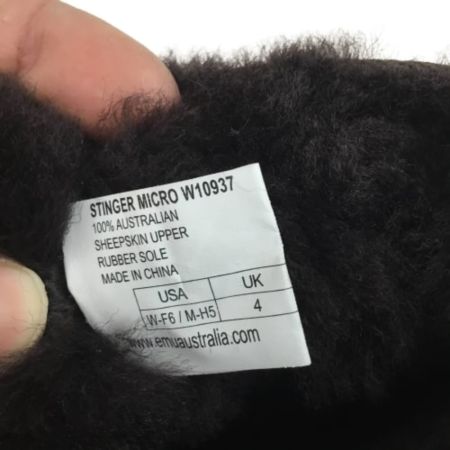 STINGER MICRO W10937
100% AUSTRALIAN
SHEEPSKIN UPPER
RUBBER SOLE
MADE IN CHINA
USA UK
W-F6 / M-H5 4
www.emuaustralia.com